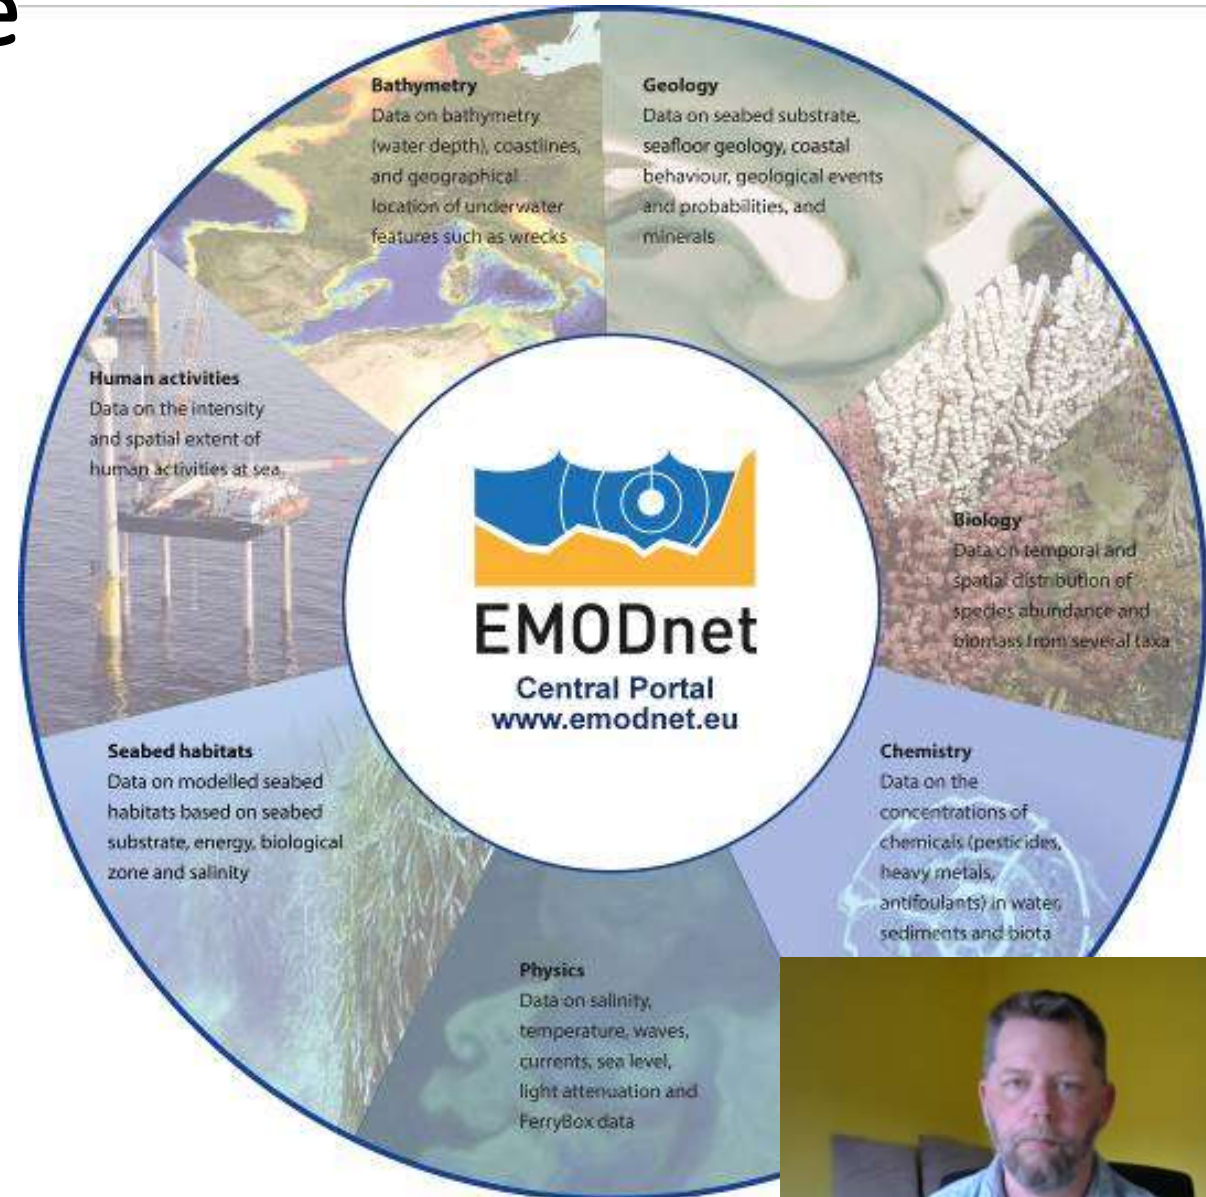 e
Bathymetry
Data on bathymetry
(water depth), coastlines,
and geographical
location of underwater
features such as wrecks
Geology
Data on seabed substrate,
seafloor geology, coastal
behaviour, geological events
and probabilities, and
minerals
Human activities
Data on the intensity
and spatial extent of
human activities at sea
Biology
Data on temporal and
spatial distribution of
species abundance and
biomass from several taxa
EMODnet
Central Portal
www.emodnet.eu
Seabed habitats
Data on modelled seabed
habitats based on seabed
substrate, energy, biological
zone and salinity
Chemistry
Data on the
concentrations of
chemicals (pesticides,
heavy metals,
antifoulants) in water,
sediments and biota
Physics
Data on salinity,
temperature, waves,
currents, sea level,
light attenuation and
FerryBox data